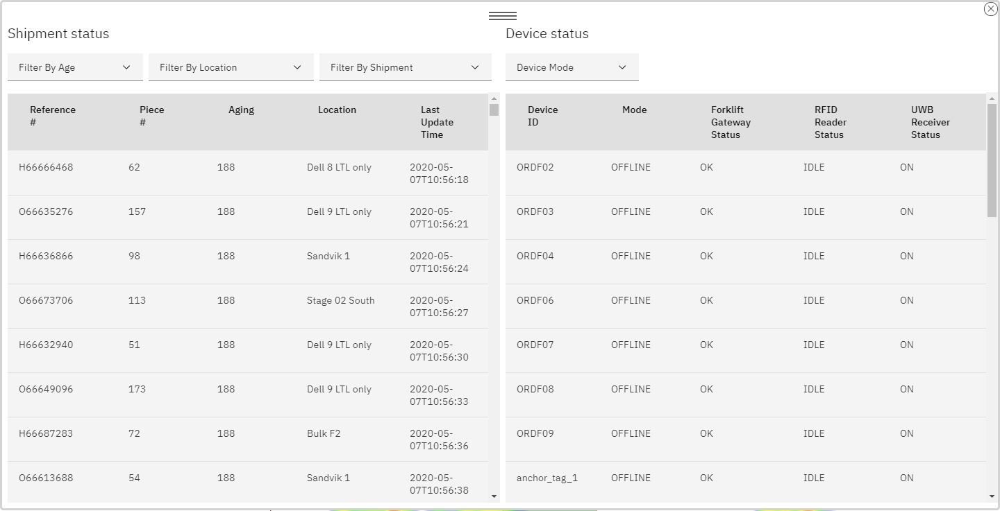 Shipment status
Filter By Age
Filter By Location
Filter By Shipment
Reference # Piece # Aging Location Last Update Time
H66666468 62 188 Dell 8 LTL only 2020-05-07T10:56:18
O66635276 157 188 Dell 9 LTL only 2020-05-07T10:56:21
H66636866 98 188 Sandvik 1 2020-05-07T10:56:24
O66673706 113 188 Stage 02 South 2020-05-07T10:56:27
H66632940 51 188 Dell 9 LTL only 2020-05-07T10:56:30
O66649096 173 188 Dell 9 LTL only 2020-05-07T10:56:33
H66687283 72 188 Bulk F2 2020-05-07T10:56:36
O66613688 54 188 Sandvik 1 2020-05-07T10:56:38
Device status
Device Mode
Device ID Mode Forklift Gateway Status RFID Reader Status UWB Receiver Status
ORDF02 OFFLINE OK IDLE ON
ORDF03 OFFLINE OK IDLE ON
ORDF04 OFFLINE OK IDLE ON
ORDF06 OFFLINE OK IDLE ON
ORDF07 OFFLINE OK IDLE ON
ORDF08 OFFLINE OK IDLE ON
ORDF09 OFFLINE OK IDLE ON
anchor_tag_1 OFFLINE OK IDLE ON